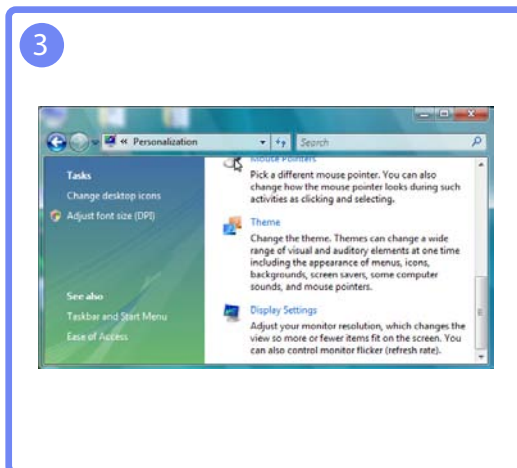 3
« Personalization
Search
Tasks
Change desktop icons
Adjust font size (DPI)
See also
Taskbar and Start Menu
Ease of Access
Mouse Pointers
Pick a different mouse pointer. You can also
change how the mouse pointer looks during such
activities as clicking and selecting.
Theme
Change the theme. Themes can change a wide
range of visual and auditory elements at one time
including the appearance of menus, icons,
backgrounds, screen savers, some computer
sounds, and mouse pointers.
Display Settings
Adjust your monitor resolution, which changes the
view so more or fewer items fit on the screen. You
can also control monitor flicker (refresh rate).